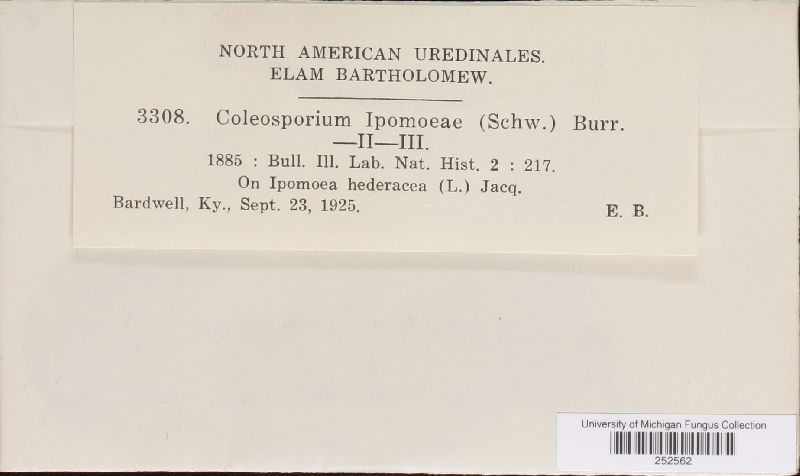 NORTH AMERICAN UREDINALES.
ELAM BARTHOLOMEW.
3308. Coleosporium Ipomoeae (Schw.) Burr.
—II—III.
1885 : Bull. Ill. Lab. Nat. Hist. 2 : 217.
On Ipomoea hederacea (L.) Jacq.
Bardwell, Ky., Sept. 23, 1925. E. B.
University of Michigan Fungus Collection
252562